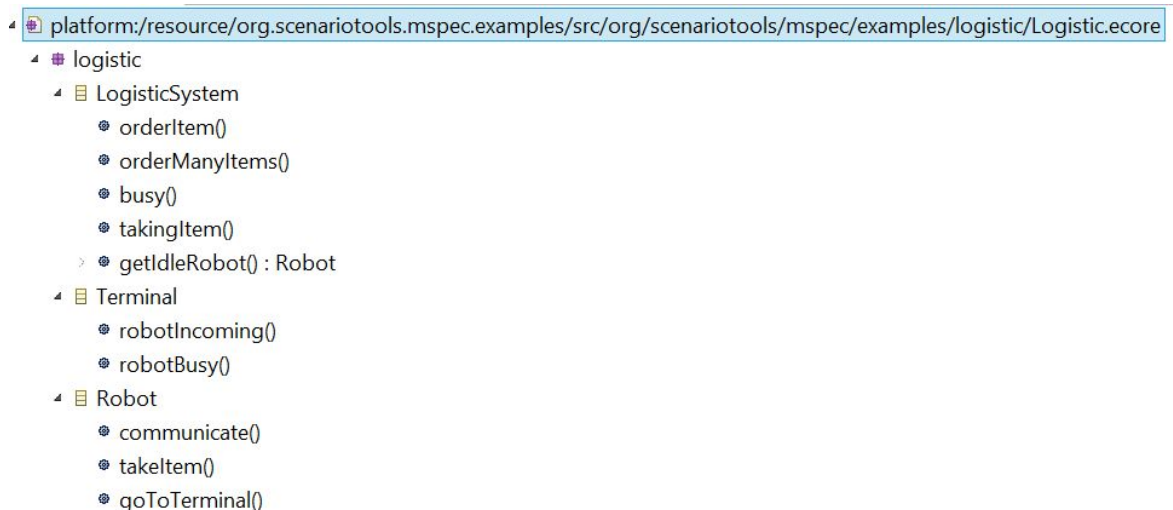 platform:/resource/org.scenariotools.mspec.examples/src/org/scenariotools/mspec/examples/logistic/Logistic.ecore
logistic
LogisticSystem
orderItem()
orderManyItems()
busy()
takingItem()
getIdleRobot() : Robot
Terminal
robotIncoming()
robotBusy()
Robot
communicate()
takeItem()
goToTerminal()